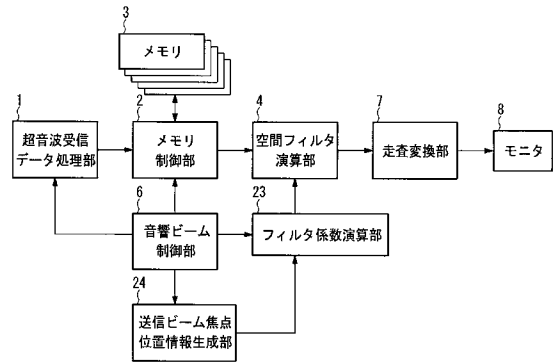 3
メモリ
1
超音波受信
データ処理部
2
メモリ
制御部
4
空間フィルタ
演算部
7
走査変換部
8
モニタ
6
音響ビーム
制御部
23
フィルタ係数演算部
24
送信ビーム焦点
位置情報生成部